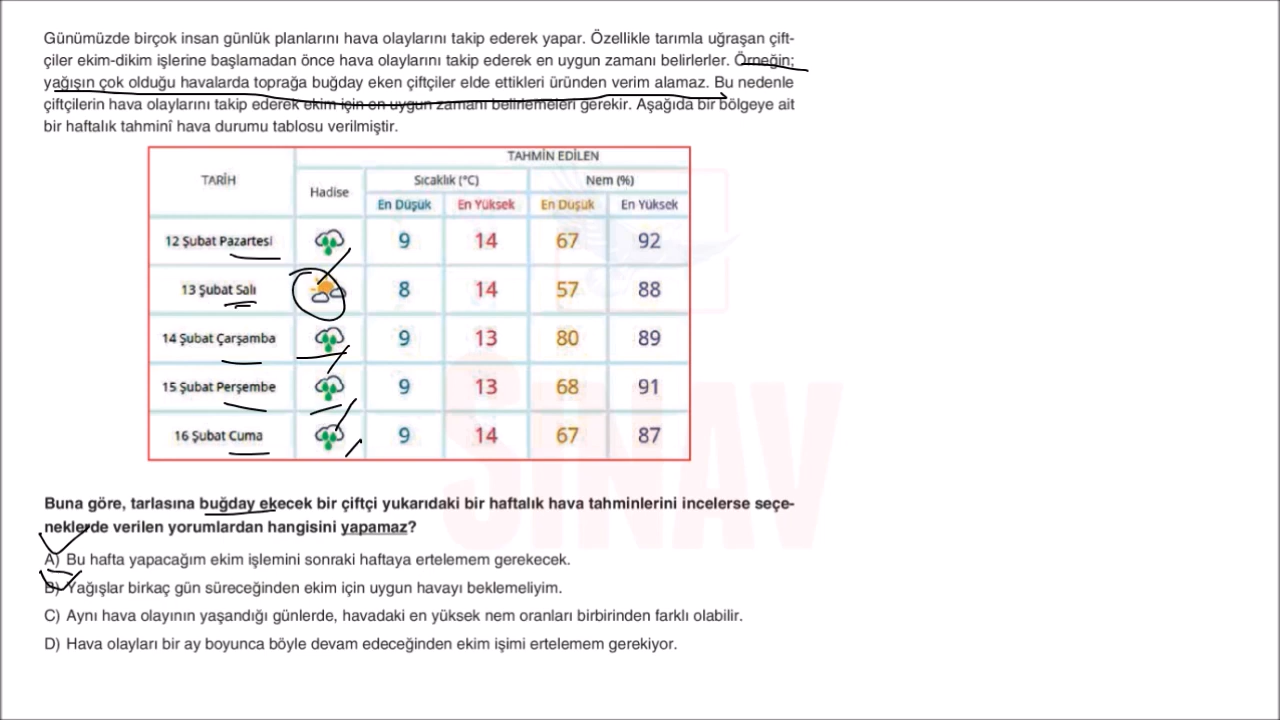 Günümüzde birçok insan günlük planlarını hava olaylarını takip ederek yapar. Özellikle tarımla uğraşan çift-
çiler ekim-dikim işlerine başlamadan önce hava olaylarını takip ederek en uygun zamanı belirlerler. Örneğin;
yağışın çok olduğu havalarda toprağa buğday eken çiftçiler elde ettikleri üründen verim alamaz. Bu nedenle
çiftçilerin hava olaylarını takip ederek ekim için en uygun zamanı belirlemeleri gerekir. Aşağıda bir bölgeye ait
bir haftalık tahminî hava durumu tablosu verilmiştir.
TAHMİN EDİLEN
TARİH
Hadise
Sıcaklık (°C)
Nem (%)
En Düşük
En Yüksek
En Düşük
En Yüksek
12 Şubat Pazartesi 9 14 67 92
13 Şubat Salı 8 14 57 88
14 Şubat Çarşamba 9 13 80 89
15 Şubat Perşembe 9 13 68 91
16 Şubat Cuma 9 14 67 87
SINAV
Buna göre, tarlasına buğday ekecek bir çiftçi yukarıdaki bir haftalık hava tahminlerini incelerse seçe-
neklerde verilen yorumlardan hangisini yapamaz?
A) Bu hafta yapacağım ekim işlemini sonraki haftaya ertelemem gerekecek.
B) Yağışlar birkaç gün süreceğinden ekim için uygun havayı beklemeliyim.
C) Aynı hava olayının yaşandığı günlerde, havadaki en yüksek nem oranları birbirinden farklı olabilir.
D) Hava olayları bir ay boyunca böyle devam edeceğinden ekim işimi ertelemem gerekiyor.